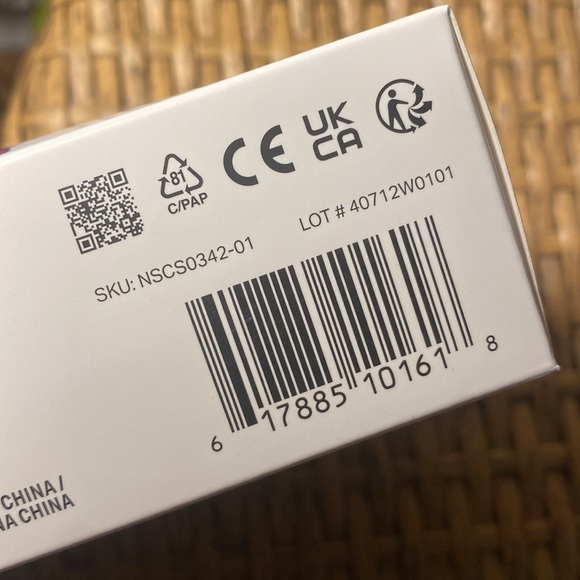 81
C/PAP
CE
UK
CA
SKU: NSCS0342-01
LOT # 40712W0101
6 17885 10161 8
CHINA /
NA CHINA